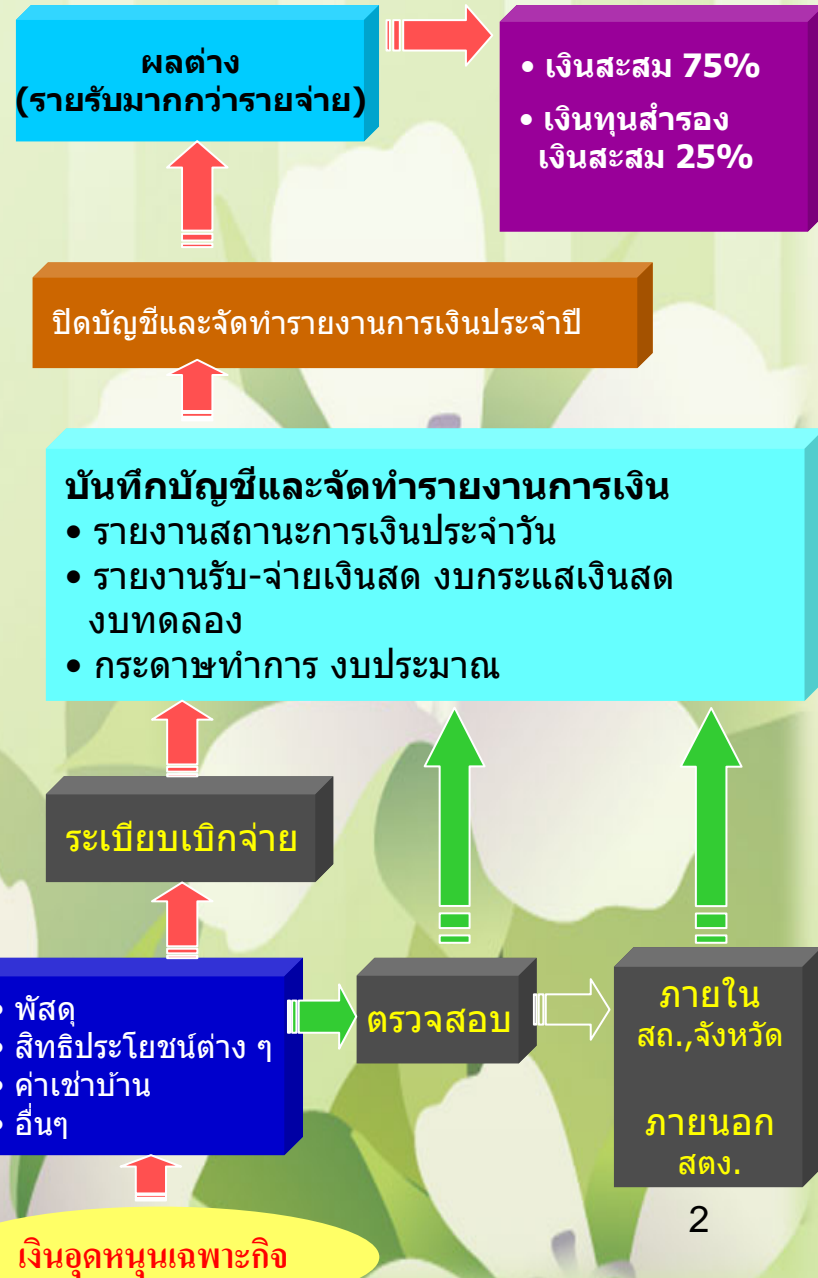 ผลต่าง
(รายรับมากกว่ารายจ่าย)
• เงินสะสม 75%
• เงินทุนสำรอง
เงินสะสม 25%
ปิดบัญชีและจัดทำรายงานการเงินประจำปี
บันทึกบัญชีและจัดทำรายงานการเงิน
• รายงานสถานะการเงินประจำวัน
• รายงานรับ-จ่ายเงินสด งบกระแสเงินสด
งบทดลอง
• กระดาษทำการ งบประมาณ
ระเบียบเบิกจ่าย
• พัสดุ
• สิทธิประโยชน์ต่าง ๆ
• ค่าเช่าบ้าน
• อื่นๆ
ตรวจสอบ
ภายใน
สถ.,จังหวัด
ภายนอก
สตง.
2
เงินอุดหนุนเฉพาะกิจ